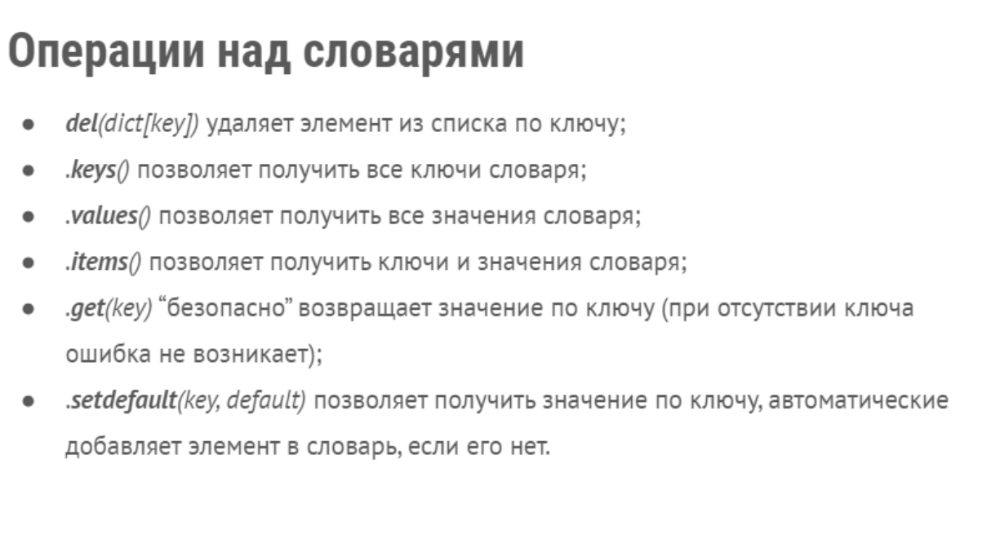 Операции над словарями
● del(dict[key]) удаляет элемент из списка по ключу;
● .keys() позволяет получить все ключи словаря;
● .values() позволяет получить все значения словаря;
● .items() позволяет получить ключи и значения словаря;
● .get(key) “безопасно” возвращает значение по ключу (при отсутствии ключа
ошибка не возникает);
● .setdefault(key, default) позволяет получить значение по ключу, автоматические
добавляет элемент в словарь, если его нет.